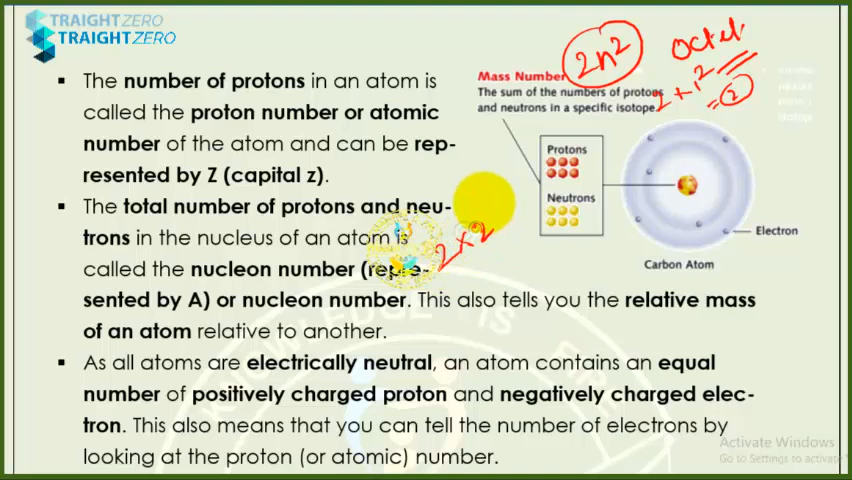 TRAIGHTZERO
TRAIGHTZERO
2n²
Octet
2 × 1²
= 2
▪ The number of protons in an atom is
called the proton number or atomic
number of the atom and can be rep-
resented by Z (capital z).
▪ The total number of protons and neu-
trons in the nucleus of an atom is
called the nucleon number (repre-
sented by A) or nucleon number. This also tells you the relative mass
of an atom relative to another.
2 × 2
Mass Number
The sum of the numbers of protons
and neutrons in a specific isotope.
Protons
Neutrons
Electron
Carbon Atom
▪ As all atoms are electrically neutral, an atom contains an equal
number of positively charged proton and negatively charged elec-
tron. This also means that you can tell the number of electrons by
looking at the proton (or atomic) number.
KNOWLEDGE IS
Activate Windows
Go to Settings to activate